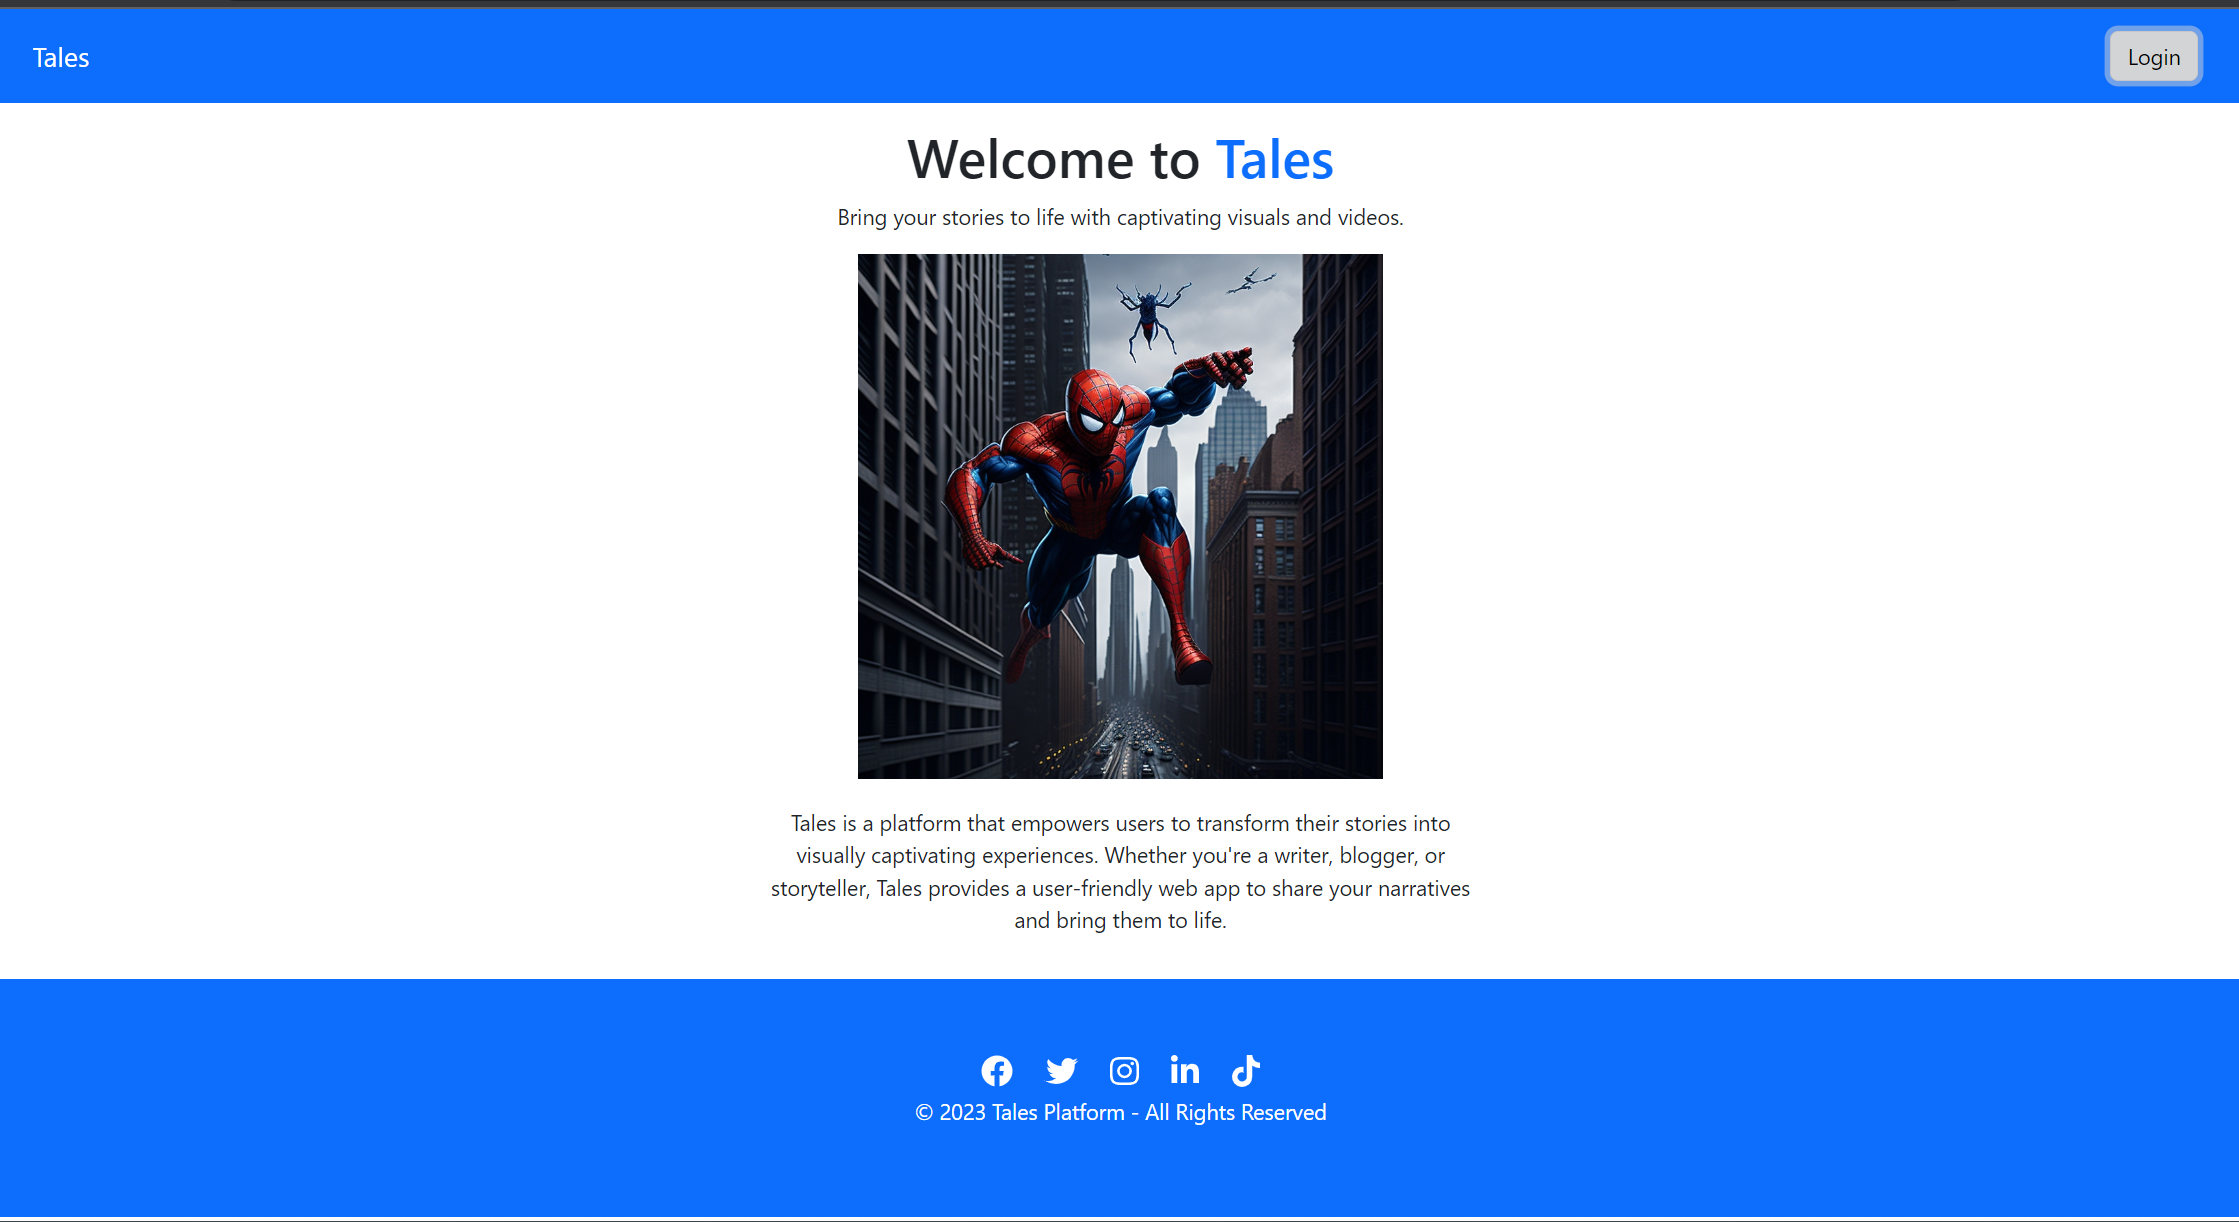 Tales
Login
Welcome to Tales
Bring your stories to life with captivating visuals and videos.
Tales is a platform that empowers users to transform their stories into
visually captivating experiences. Whether you're a writer, blogger, or
storyteller, Tales provides a user-friendly web app to share your narratives
and bring them to life.
© 2023 Tales Platform - All Rights Reserved